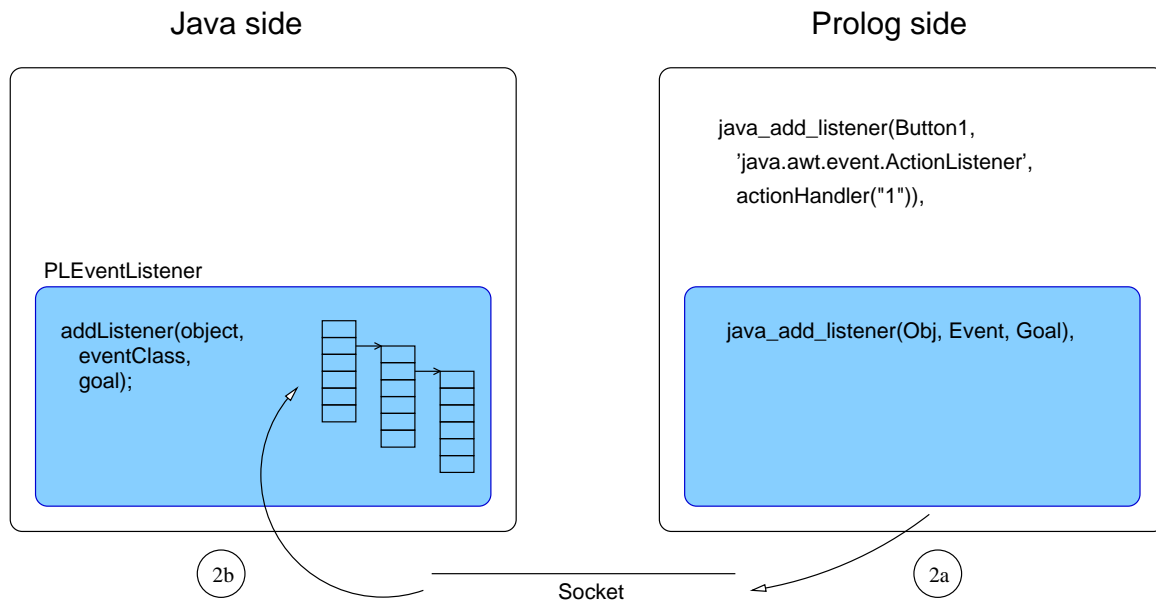 Java side
Prolog side
java_add_listener(Button1,
’java.awt.event.ActionListener’,
actionHandler("1")),
PLEventListener
addListener(object,
eventClass,
goal);
java_add_listener(Obj, Event, Goal),
2b
Socket
2a